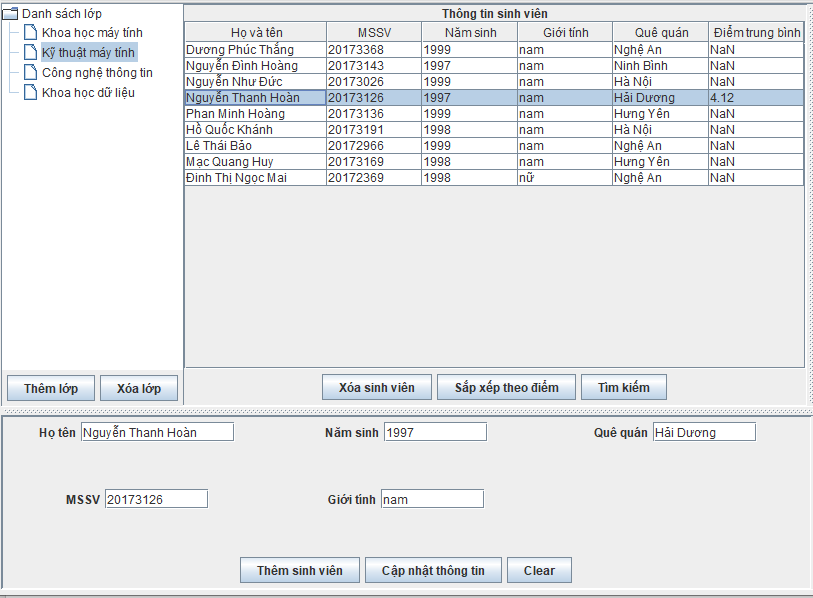 Danh sách lớp
Khoa học máy tính
Kỹ thuật máy tính
Công nghệ thông tin
Khoa học dữ liệu
Thêm lớp Xóa lớp
Thông tin sinh viên
Họ và tên MSSV Năm sinh Giới tính Quê quán Điểm trung bình
Dương Phúc Thắng 20173368 1999 nam Nghệ An NaN
Nguyễn Đình Hoàng 20173143 1997 nam Ninh Bình NaN
Nguyễn Như Đức 20173026 1999 nam Hà Nội NaN
Nguyễn Thanh Hoàn 20173126 1997 nam Hải Dương 4.12
Phan Minh Hoàng 20173136 1999 nam Hưng Yên NaN
Hồ Quốc Khánh 20173191 1998 nam Hà Nội NaN
Lê Thái Bảo 20172966 1999 nam Nghệ An NaN
Mạc Quang Huy 20173169 1998 nam Hưng Yên NaN
Đinh Thị Ngọc Mai 20172369 1998 nữ Nghệ An NaN
Xóa sinh viên Sắp xếp theo điểm Tìm kiếm
Họ tên Nguyễn Thanh Hoàn Năm sinh 1997 Quê quán Hải Dương
MSSV 20173126 Giới tính nam
Thêm sinh viên Cập nhật thông tin Clear